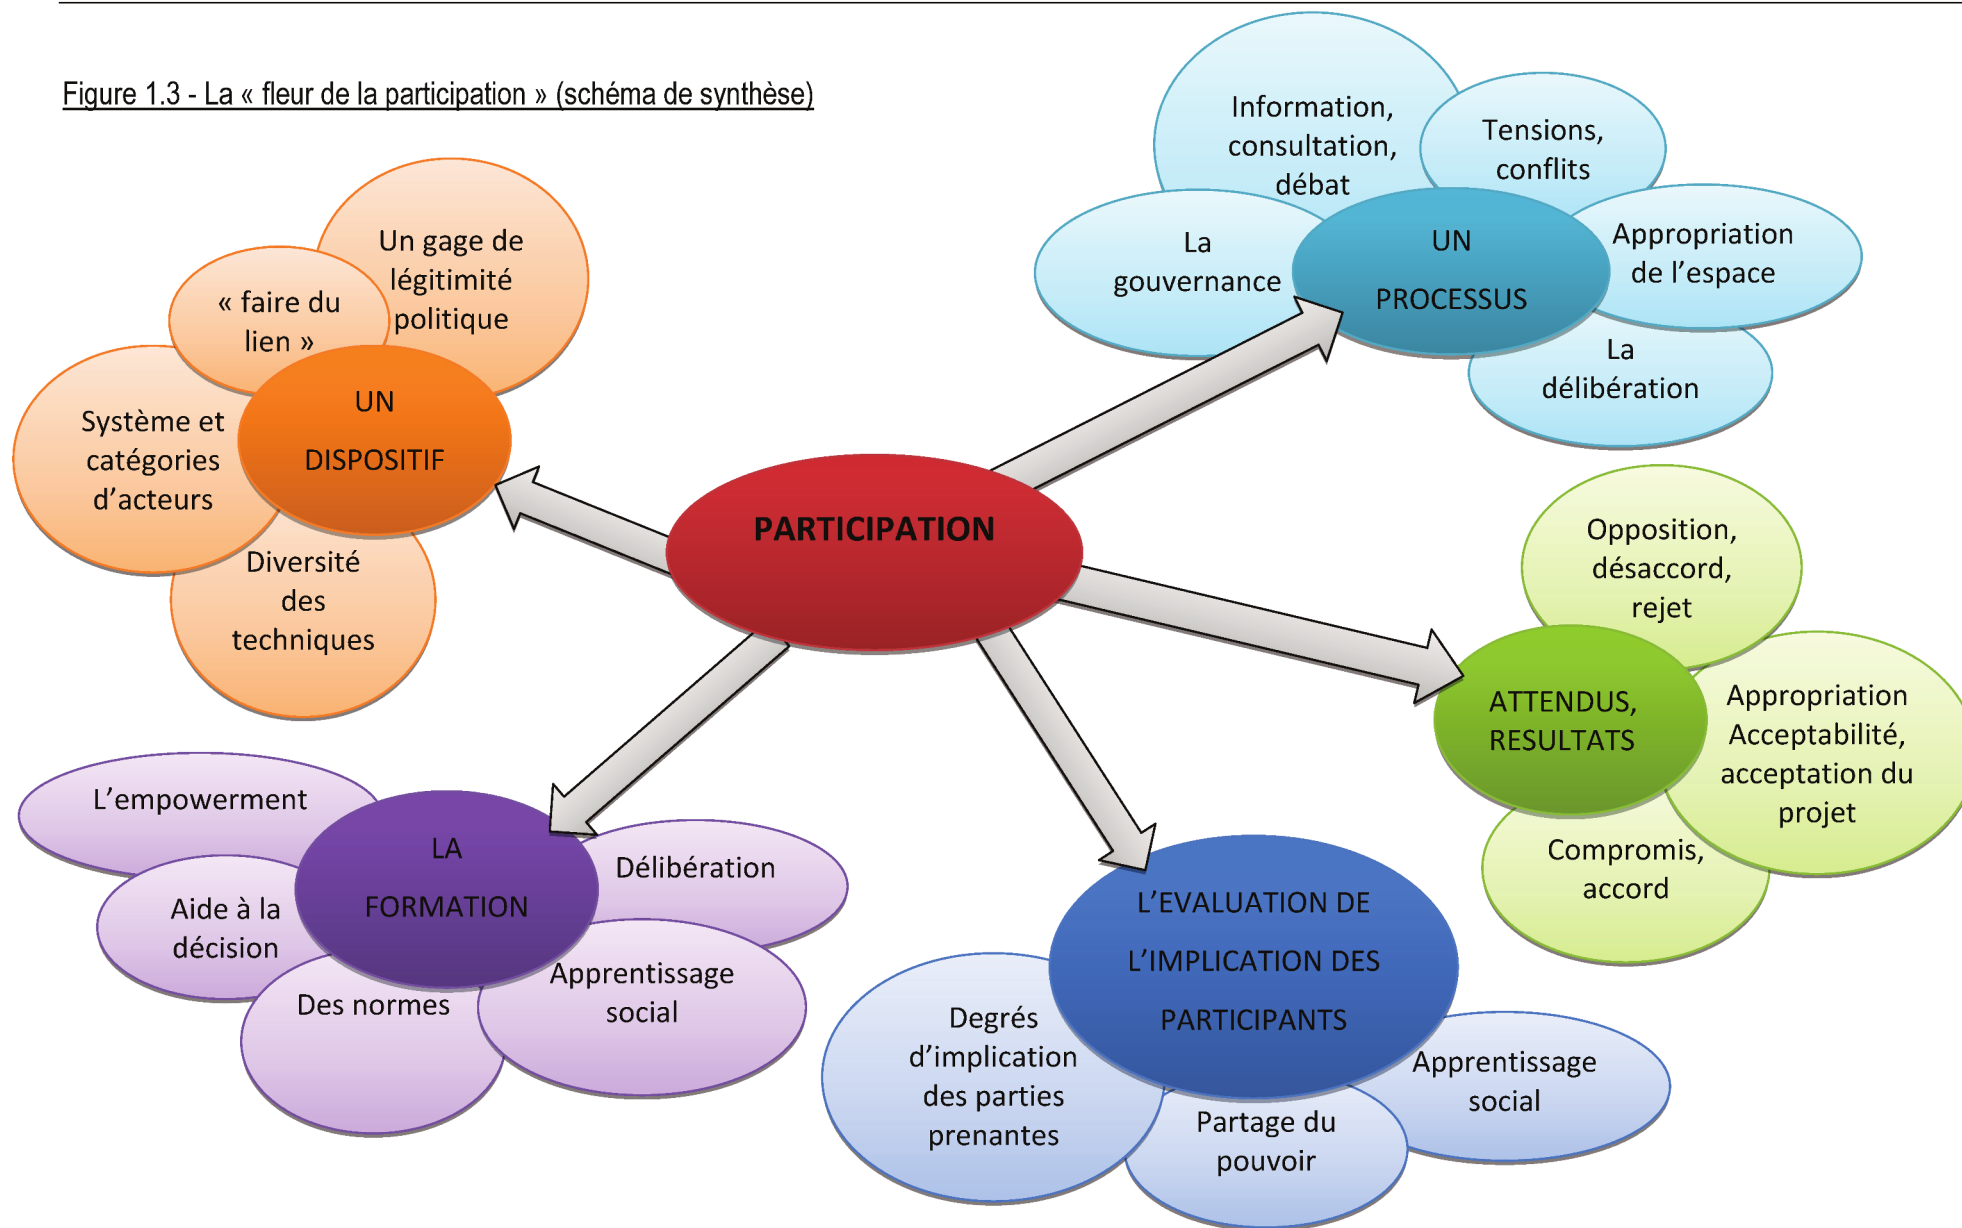 Figure 1.3 - La « fleur de la participation » (schéma de synthèse)
Information,
consultation,
débat
Tensions,
conflits
La
gouvernance
UN
PROCESSUS
Appropriation
de l’espace
La
délibération
Un gage de
légitimité
politique
« faire du
lien »
Système et
catégories
d’acteurs
UN
DISPOSITIF
Diversité
des
techniques
PARTICIPATION
Opposition,
désaccord,
rejet
ATTENDUS,
RESULTATS
Appropriation
Acceptabilité,
acceptation du
projet
Compromis,
accord
L’empowerment
LA
FORMATION
Délibération
Aide à la
décision
Des normes
Apprentissage
social
L’EVALUATION DE
L’IMPLICATION DES
PARTICIPANTS
Degrés
d’implication
des parties
prenantes
Partage du
pouvoir
Apprentissage
social